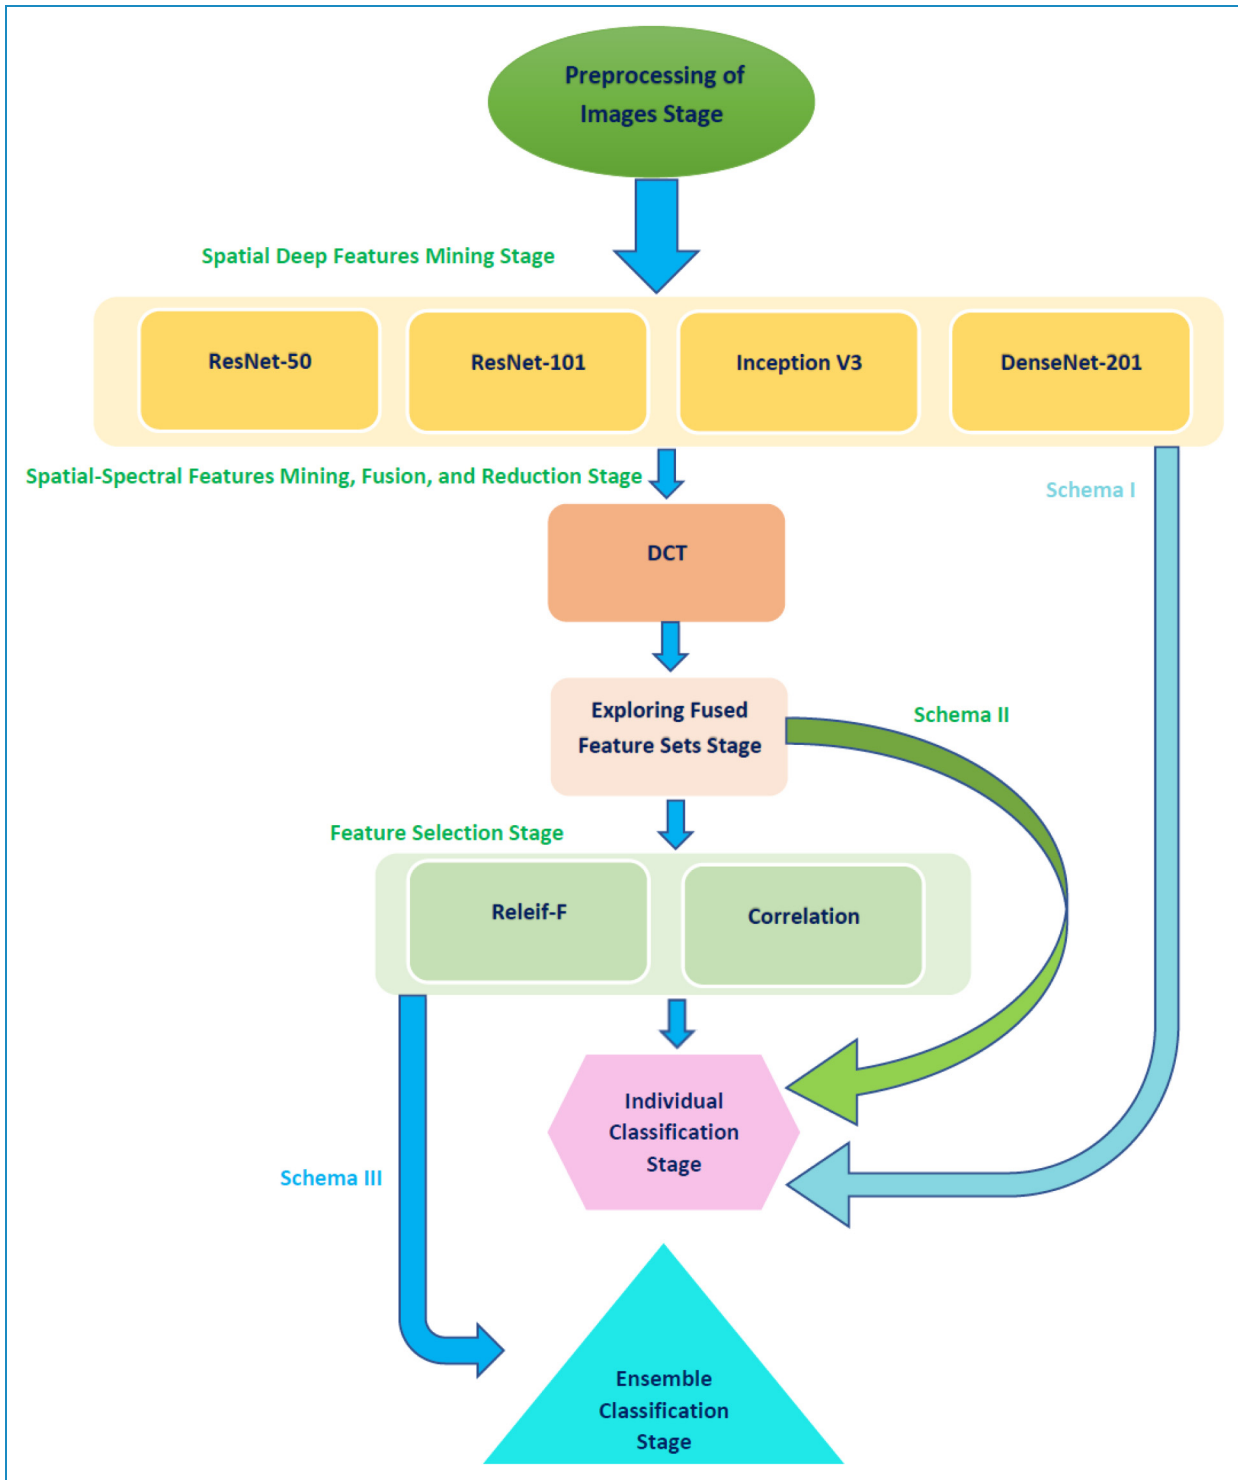 Preprocessing of
Images Stage
Spatial Deep Features Mining Stage
ResNet-50
ResNet-101
Inception V3
DenseNet-201
Spatial-Spectral Features Mining, Fusion, and Reduction Stage
Schema I
DCT
Exploring Fused
Feature Sets Stage
Schema II
Feature Selection Stage
Releif-F
Correlation
Individual
Classification
Stage
Schema III
Ensemble
Classification
Stage